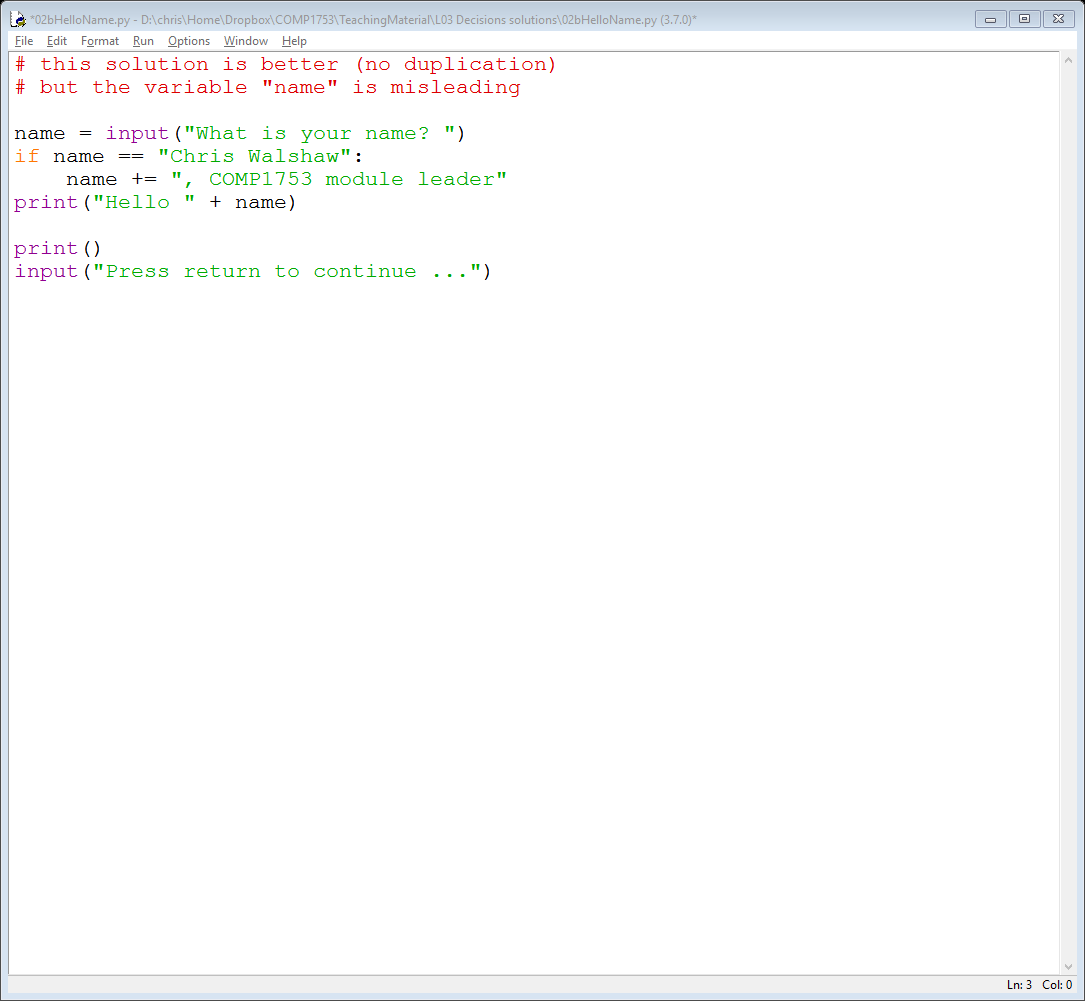 *02bHelloName.py - D:\chris\Home\Dropbox\COMP1753\TeachingMaterial\L03 Decisions solutions\02bHelloName.py (3.7.0)*
File Edit Format Run Options Window Help
# this solution is better (no duplication)
# but the variable "name" is misleading
name = input("What is your name? ")
if name == "Chris Walshaw":
    name += ", COMP1753 module leader"
print("Hello " + name)
print()
input("Press return to continue ...")
Ln: 3 Col: 0